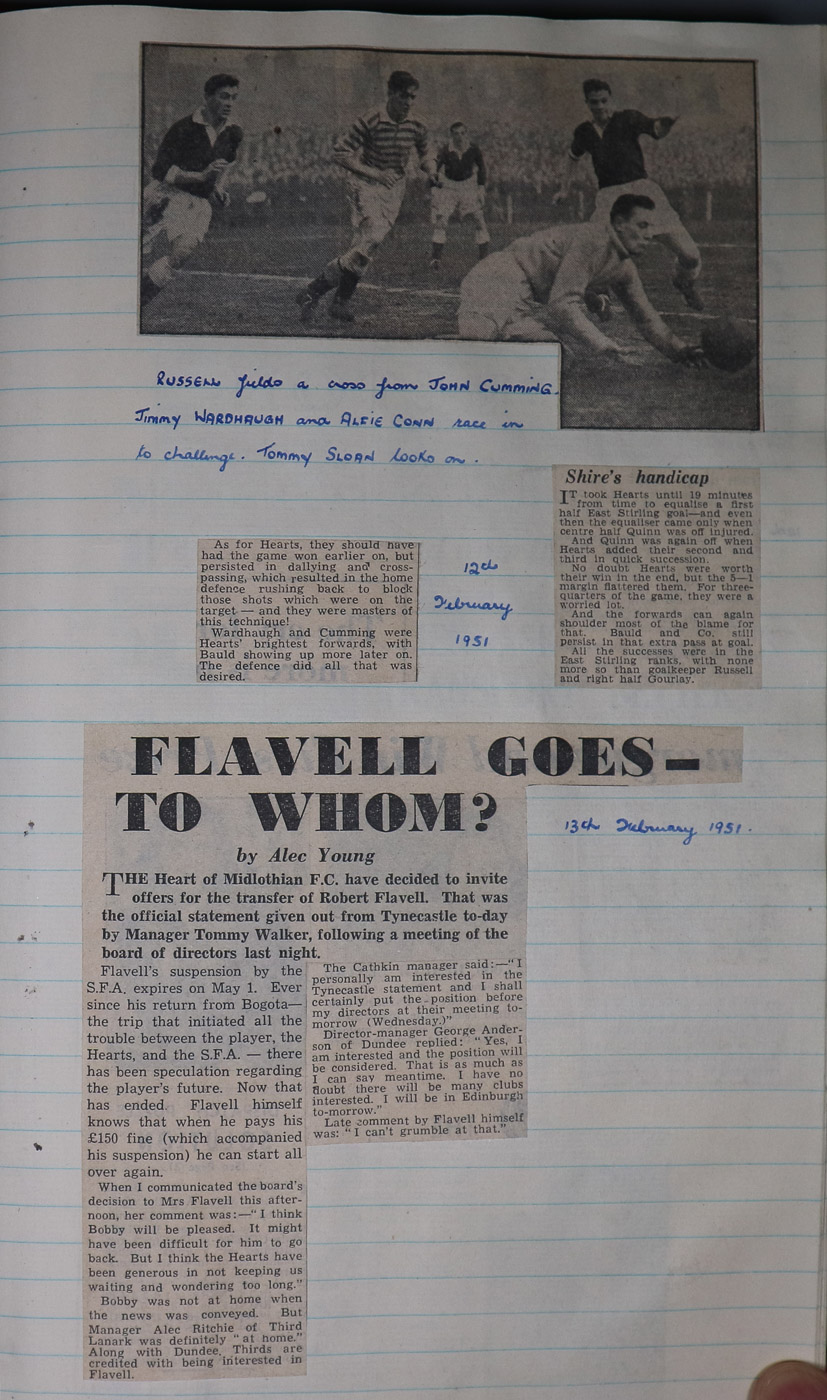 RUSSELL fields a cross from JOHN CUMMING.
Jimmy WARDHAUGH and ALFIE CONN race in
to challenge. Tommy SLOAN looks on.
Shire's handicap
IT took Hearts until 19 minutes
from time to equalise a first
half East Stirling goal—and even
then the equaliser came only when
centre half Quinn was off injured.
And Quinn was again off when
Hearts added their second and
third in quick succession.
No doubt Hearts were worth
their win in the end, but the 5—1
margin flattered them. For three-
quarters of the game, they were a
worried lot.
And the forwards can again
shoulder most of the blame for
that. Bauld and Co. still
persist in that extra pass at goal.
All the successes were in the
East Stirling ranks, with none
more so than goalkeeper Russell
and right half Gourlay.
As for Hearts, they should have
had the game won earlier on, but
persisted in dallying and cross-
passing, which resulted in the home
defence rushing back to block
those shots which were on the
target — and they were masters of
this technique!
Wardhaugh and Cumming were
Hearts' brightest forwards, with
Bauld showing up more later on.
The defence did all that was
desired.
12th
February
1951
FLAVELL GOES—
TO WHOM?
13th February 1951.
by Alec Young
THE Heart of Midlothian F.C. have decided to invite
offers for the transfer of Robert Flavell. That was
the official statement given out from Tynecastle to-day
by Manager Tommy Walker, following a meeting of the
board of directors last night.
Flavell's suspension by the
S.F.A. expires on May 1. Ever
since his return from Bogota—
the trip that initiated all the
trouble between the player, the
Hearts, and the S.F.A. — there
has been speculation regarding
the player's future. Now that
has ended. Flavell himself
knows that when he pays his
£150 fine (which accompanied
his suspension) he can start all
over again.
When I communicated the board's
decision to Mrs Flavell this after-
noon, her comment was:—"I think
Bobby will be pleased. It might
have been difficult for him to go
back. But I think the Hearts have
been generous in not keeping us
waiting and wondering too long."
Bobby was not at home when
the news was conveyed. But
Manager Alec Ritchie of Third
Lanark was definitely "at home."
Along with Dundee, Thirds are
credited with being interested in
Flavell.
The Cathkin manager said:—"I
personally am interested in the
Tynecastle statement and I shall
certainly put the position before
my directors at their meeting to-
morrow (Wednesday.)"
Director-manager George Ander-
son of Dundee replied: "Yes, I
am interested and the position will
be considered. That is as much as
I can say meantime. I have no
doubt there will be many clubs
interested. I will be in Edinburgh
to-morrow."
Late comment by Flavell himself
was: "I can't grumble at that."